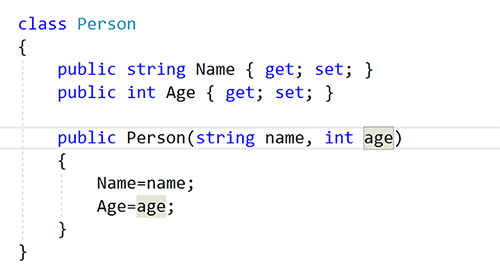 class Person
{
    public string Name { get; set; }
    public int Age { get; set; }

    public Person(string name, int age)
    {
        Name=name;
        Age=age;
    }
}